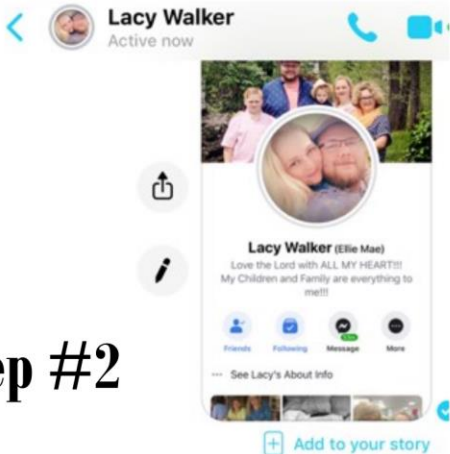 Lacy Walker
Active now
Lacy Walker (Ellie Mae)
Love the Lord with ALL MY HEART!!!
My Children and Family are everything to
me!!!
Friends Following Message More
... See Lacy's About Info
ep #2
Add to your story